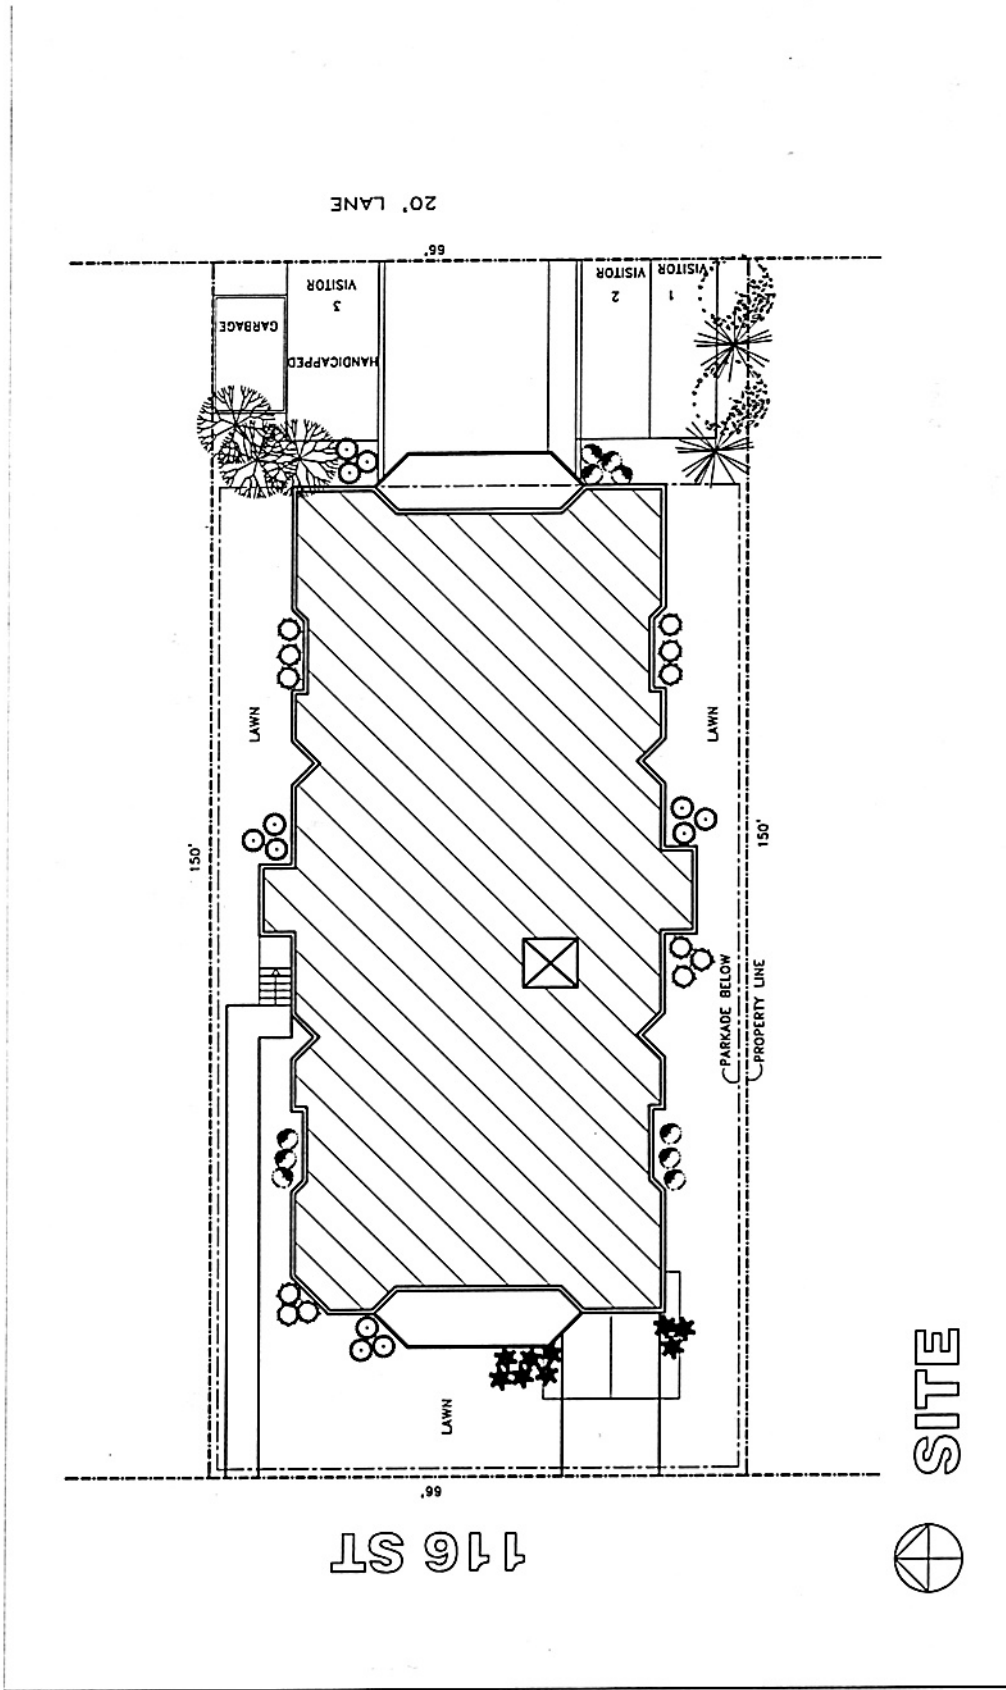 20' LANE
66'
GARBAGE
VISITOR
3
HANDICAPPED
VISITOR
2
VISITOR
1
LAWN
LAWN
150'
150'
PARKADE BELOW
PROPERTY LINE
LAWN
66'
116 ST
SITE